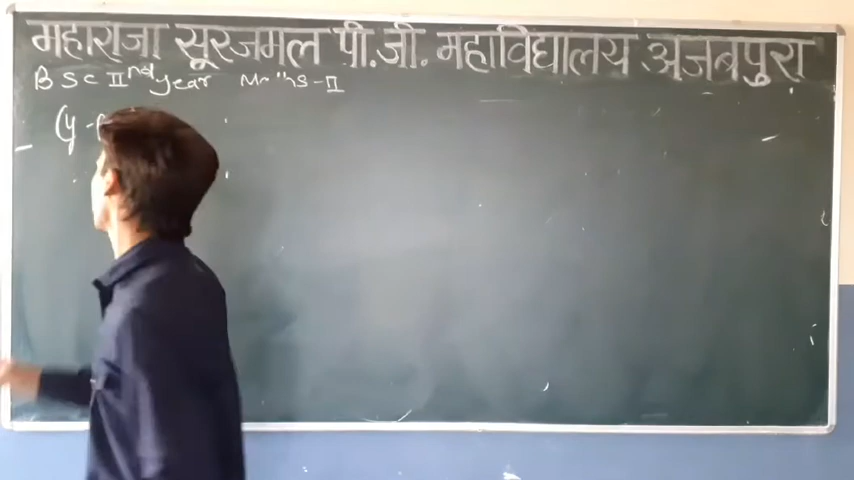 महाराजा सूरजमल पी.जी. महाविद्यालय अजबपुरा
BSC IInd year Maths-II
(y-